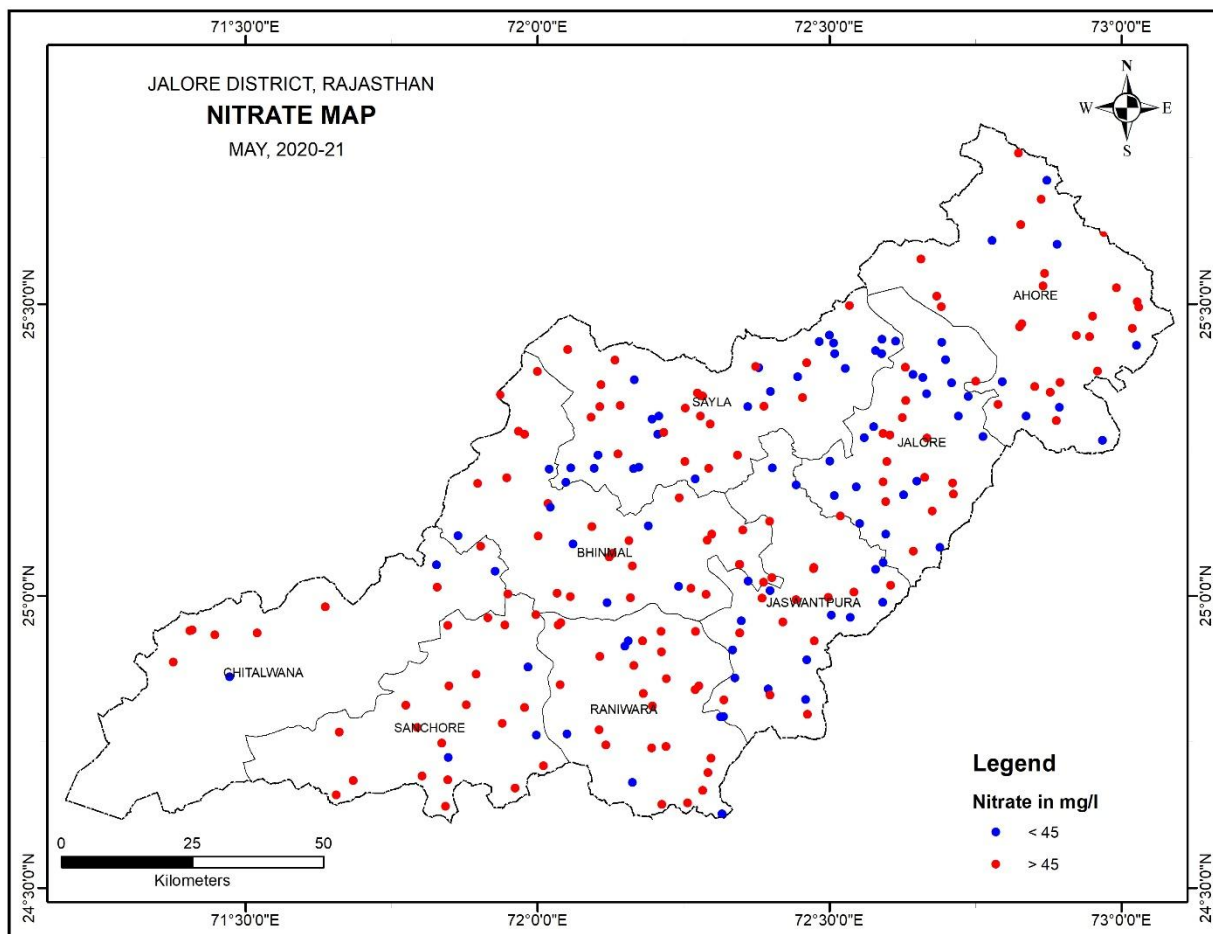 71°30'0"E 72°0'0"E 72°30'0"E 73°0'0"E
JALORE DISTRICT, RAJASTHAN
NITRATE MAP
MAY, 2020-21
N
W E
S
25°30'0"N 25°30'0"N
AHORE
SAYLA
JALORE
BHINMAL
25°0'0"N 25°0'0"N
JASWANTPURA
CHITALWANA
RANIWARA
SANCHORE
Legend
Nitrate in mg/l
< 45
> 45
0 25 50
Kilometers
24°30'0"N 24°30'0"N
71°30'0"E 72°0'0"E 72°30'0"E 73°0'0"E